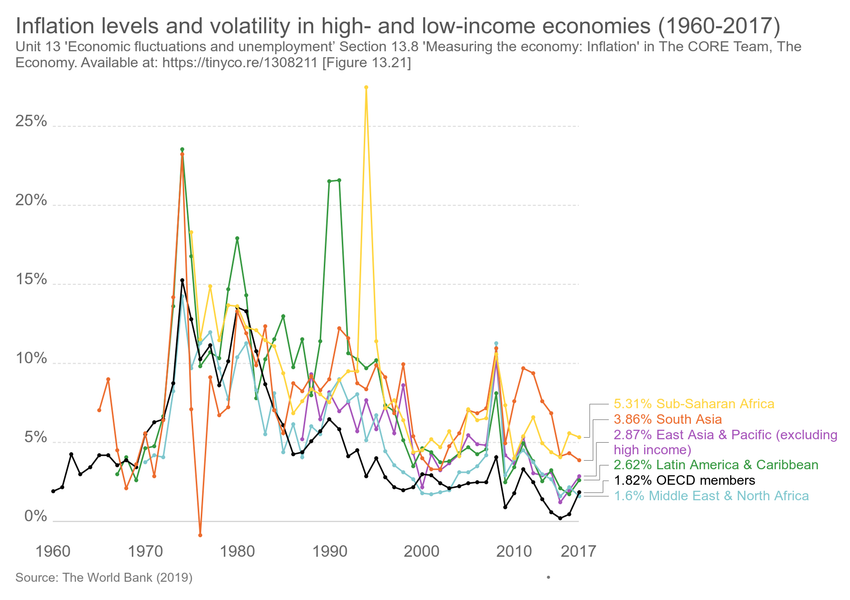 Inflation levels and volatility in high- and low-income economies (1960-2017)
Unit 13 'Economic fluctuations and unemployment’ Section 13.8 'Measuring the economy: Inflation' in The CORE Team, The
Economy. Available at: https://tinyco.re/1308211 [Figure 13.21]
25%
20%
15%
10%
5%
0%
5.31% Sub-Saharan Africa
3.86% South Asia
2.87% East Asia & Pacific (excluding
high income)
2.62% Latin America & Caribbean
1.82% OECD members
1.6% Middle East & North Africa
1960 1970 1980 1990 2000 2010 2017
Source: The World Bank (2019)